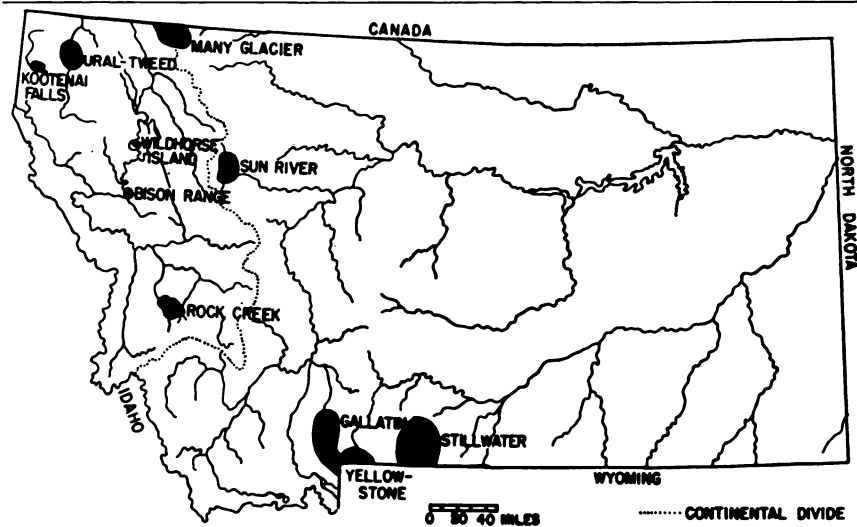 CANADA
MANY GLACIER
URAL-TWEED
KOOTENAI
FALLS
WILDHORSE
ISLAND
SUN RIVER
BISON RANGE
NORTH DAKOTA
ROCK CREEK
IDAHO
GALLATIN
STILLWATER
YELLOW-
STONE
WYOMING
0 20 40 MILES
CONTINENTAL DIVIDE